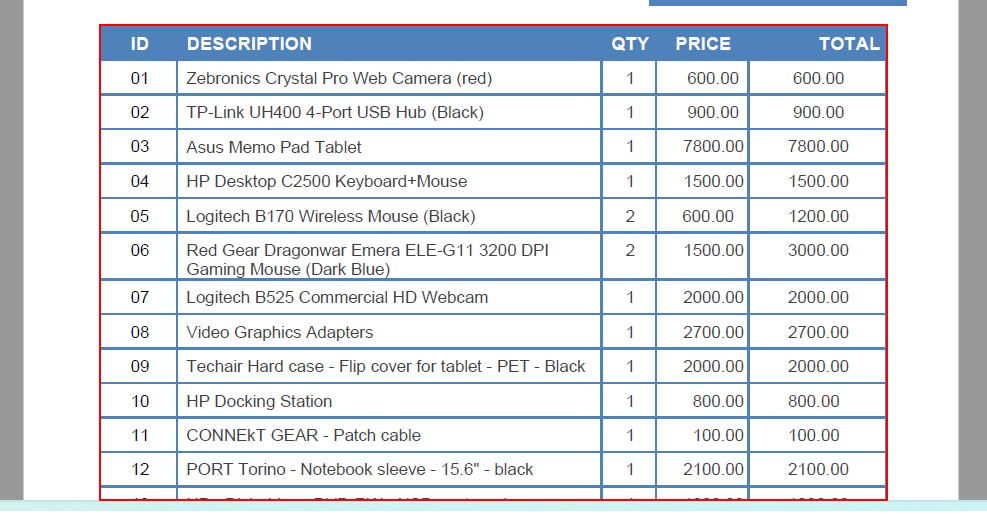 ID DESCRIPTION QTY PRICE TOTAL
01 Zebronics Crystal Pro Web Camera (red) 1 600.00 600.00
02 TP-Link UH400 4-Port USB Hub (Black) 1 900.00 900.00
03 Asus Memo Pad Tablet 1 7800.00 7800.00
04 HP Desktop C2500 Keyboard+Mouse 1 1500.00 1500.00
05 Logitech B170 Wireless Mouse (Black) 2 600.00 1200.00
06 Red Gear Dragonwar Emera ELE-G11 3200 DPI 2 1500.00 3000.00
Gaming Mouse (Dark Blue)
07 Logitech B525 Commercial HD Webcam 1 2000.00 2000.00
08 Video Graphics Adapters 1 2700.00 2700.00
09 Techair Hard case - Flip cover for tablet - PET - Black 1 2000.00 2000.00
10 HP Docking Station 1 800.00 800.00
11 CONNEkT GEAR - Patch cable 1 100.00 100.00
12 PORT Torino - Notebook sleeve - 15.6" - black 1 2100.00 2100.00